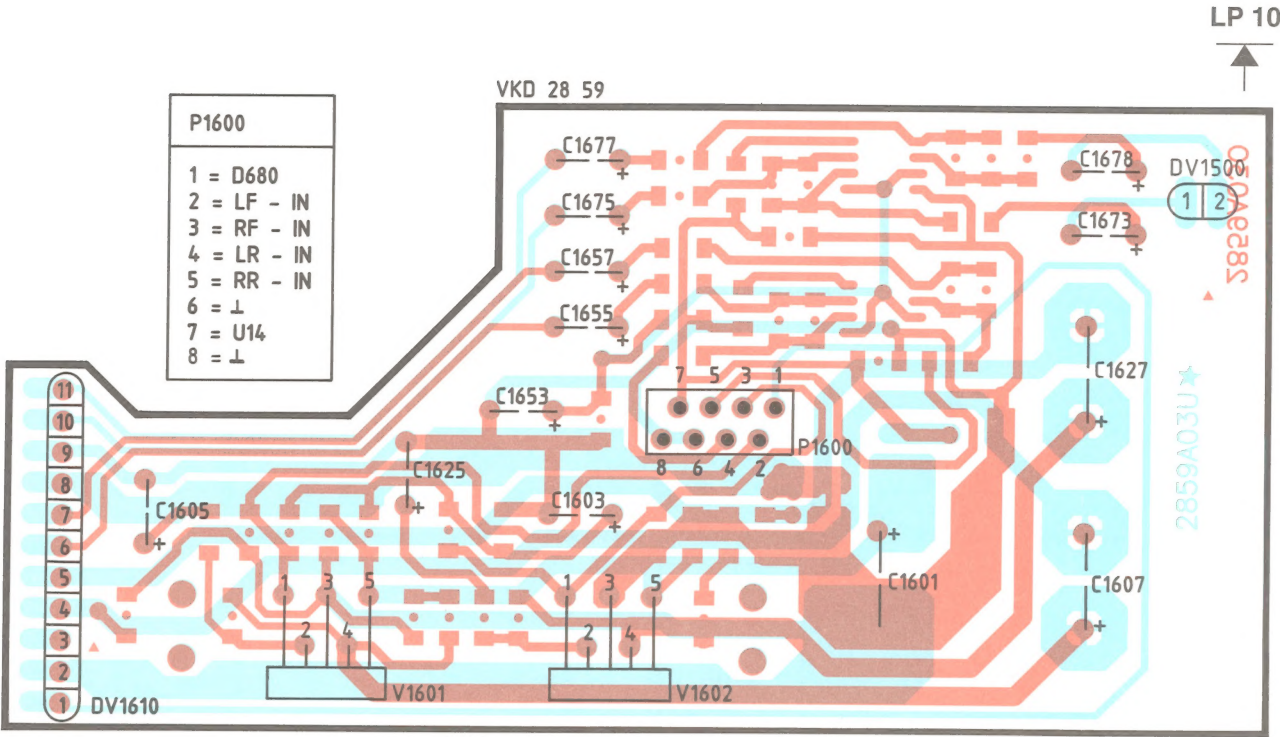 LP 10
VKD 28 59
P1600
1 = D680
2 = LF - IN
3 = RF - IN
4 = LR - IN
5 = RR - IN
6 = ⊥
7 = U14
8 = ⊥
C1677
+
C1678
+
DV1500
1 2
C1675
+
C1673
+
2859A03O
C1657
+
C1655
+
C1627
+
2859A03U
7 5 3 1
P1600
8 6 4 2
C1653
+
C1625
+
C1603
+
C1605
+
C1601
+
C1607
+
11
10
9
8
7
6
5
4
3
2
1
DV1610
1 3 5
2 4
V1601
1 3 5
2 4
V1602